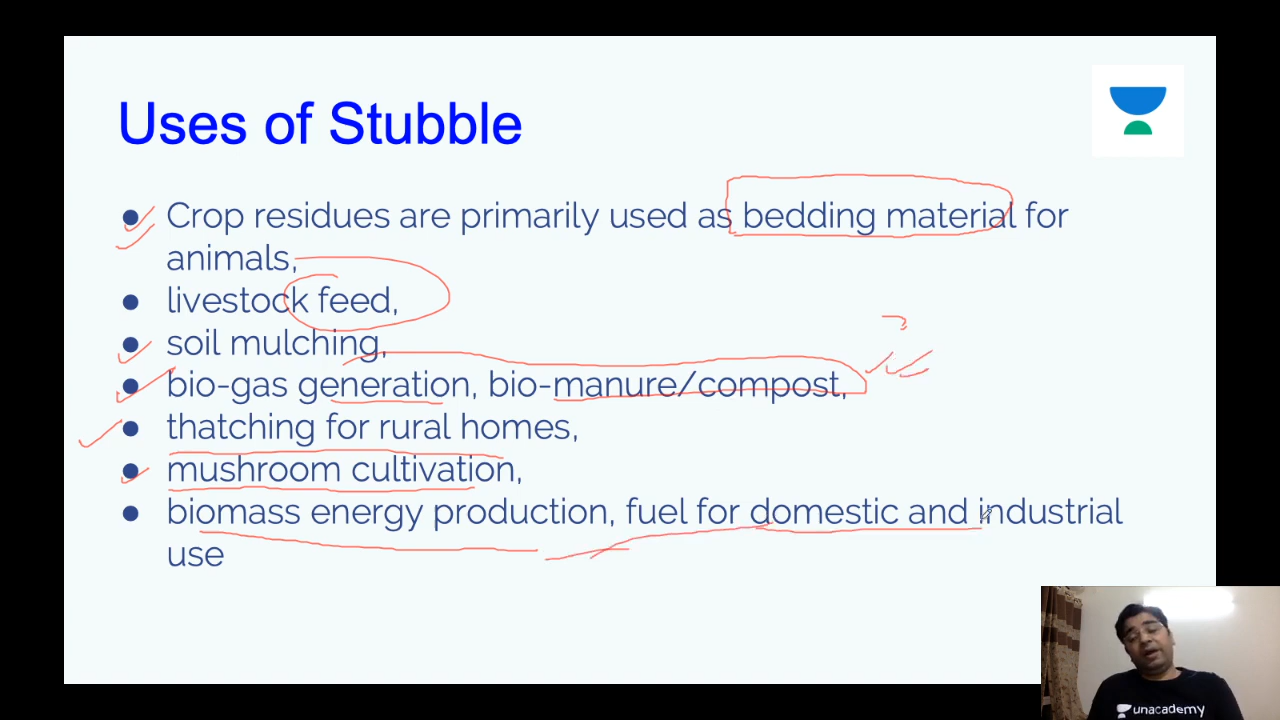 Uses of Stubble
● Crop residues are primarily used as bedding material for
animals,
● livestock feed,
● soil mulching,
● bio-gas generation, bio-manure/compost,
● thatching for rural homes,
● mushroom cultivation,
● biomass energy production, fuel for domestic and industrial
use
unacademy